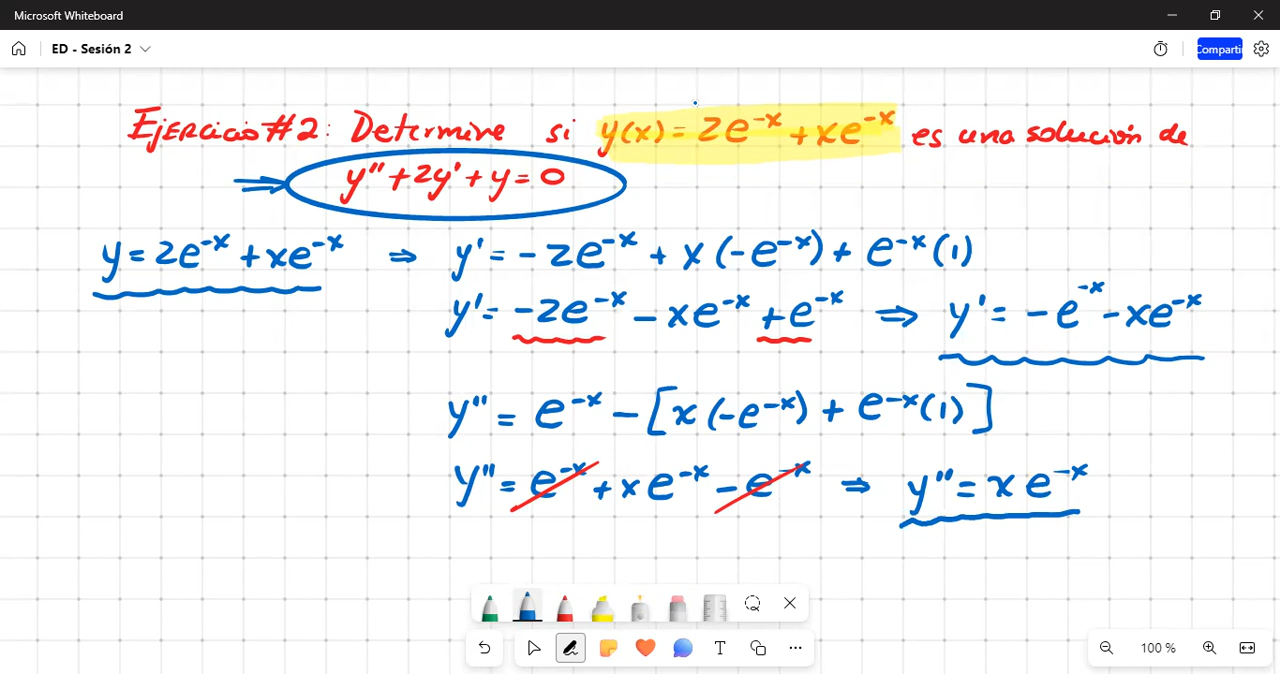 Microsoft Whiteboard
ED - Sesión 2
Compartir
Ejercicio #2: Determine si y(x) = 2e^-x + xe^-x es una solución de
y'' + 2y' + y = 0
y = 2e^-x + xe^-x ⇒ y' = -2e^-x + x(-e^-x) + e^-x(1)
y' = -2e^-x - xe^-x + e^-x ⇒ y' = -e^-x - xe^-x
y'' = e^-x - [x(-e^-x) + e^-x(1)]
y'' = e^-x + xe^-x - e^-x ⇒ y'' = xe^-x
100 %